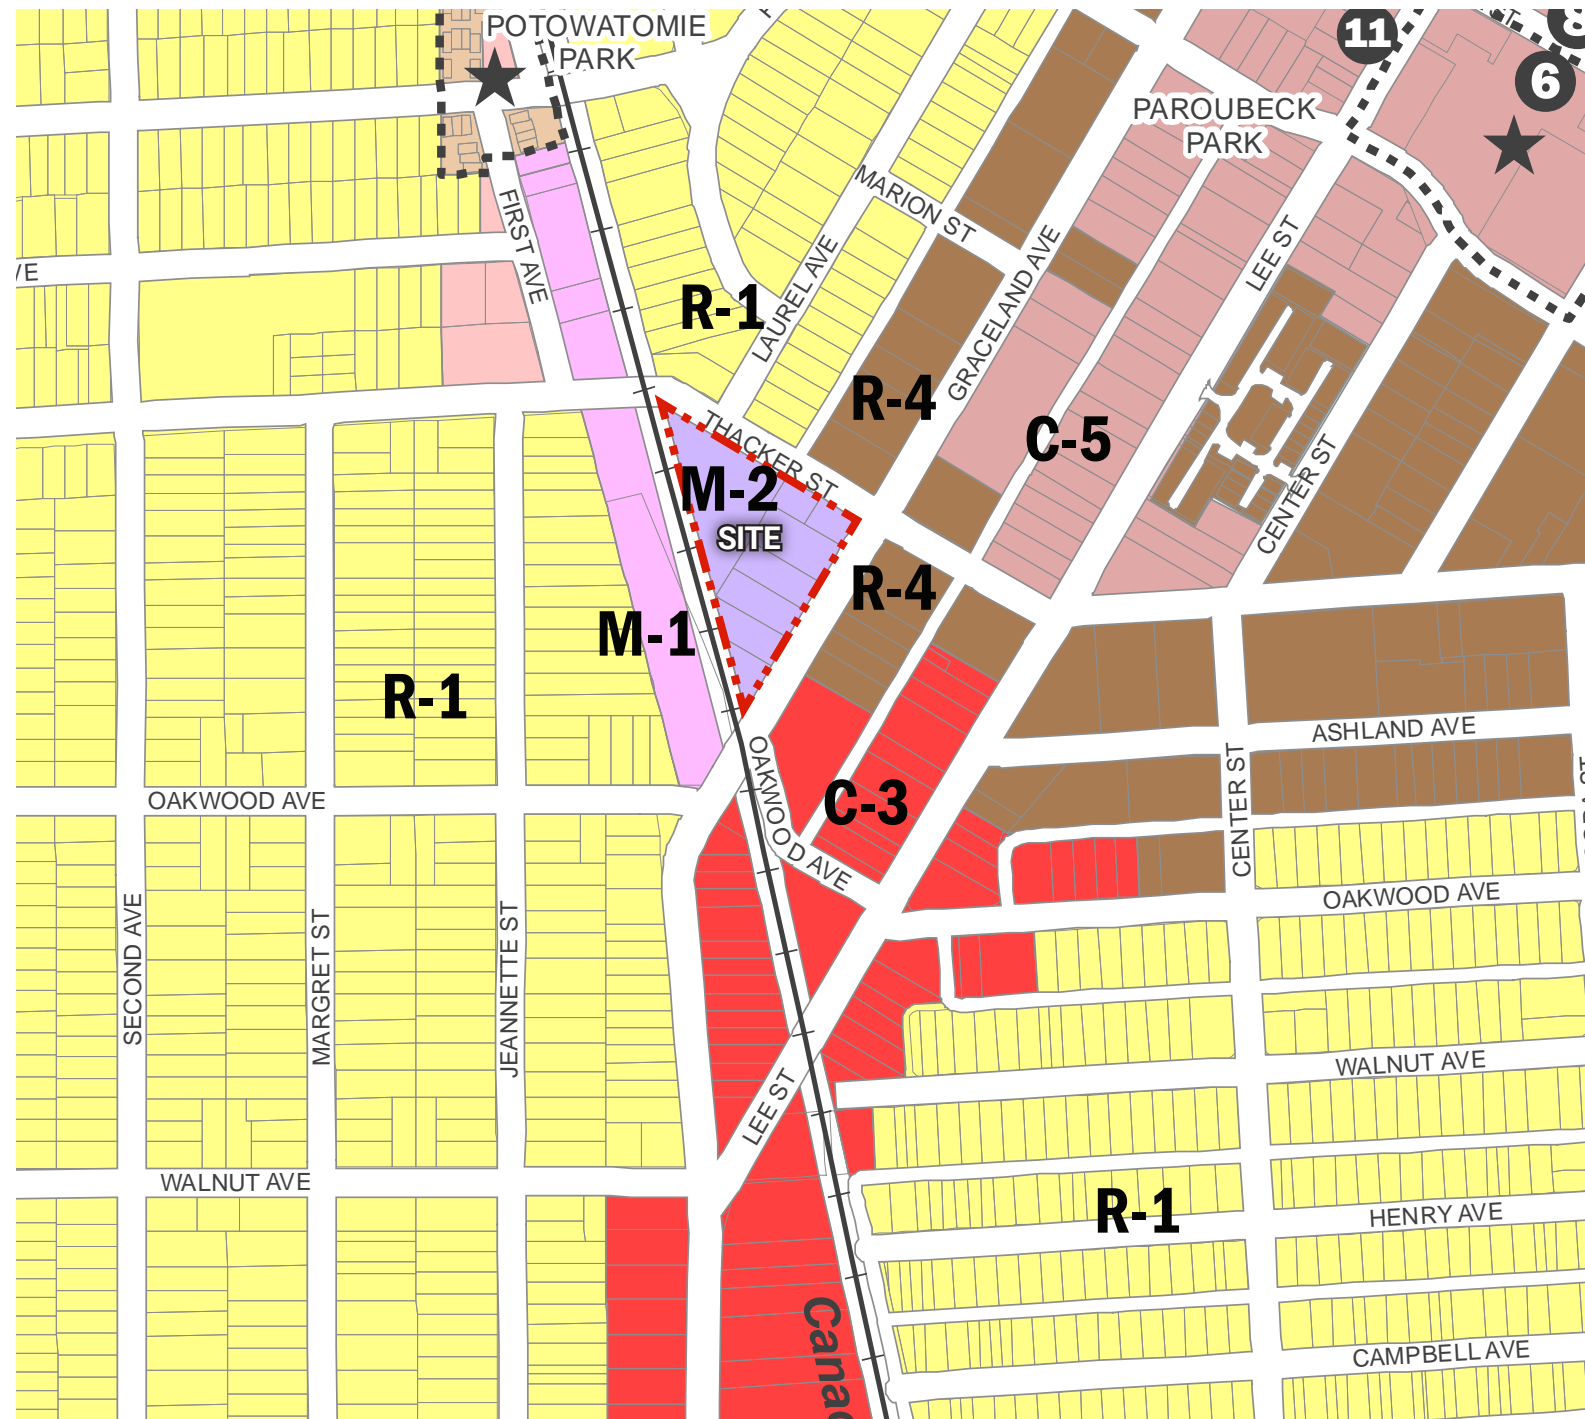 POTOWATOMIE
PARK
11
6
PAROUBECK
PARK
MARION ST
FIRST AVE
LEE ST
GRACELAND AVE
LAUREL AVE
R-1
R-4
C-5
THACKER ST
M-2
SITE
CENTER ST
R-4
M-1
R-1
ASHLAND AVE
OAKWOOD AVE
CENTER ST
OAKWOOD AVE
C-3
OAKWOOD AVE
SECOND AVE
MARGRET ST
JEANNETTE ST
WALNUT AVE
LEE ST
WALNUT AVE
R-1
HENRY AVE
CAMPBELL AVE
Canad